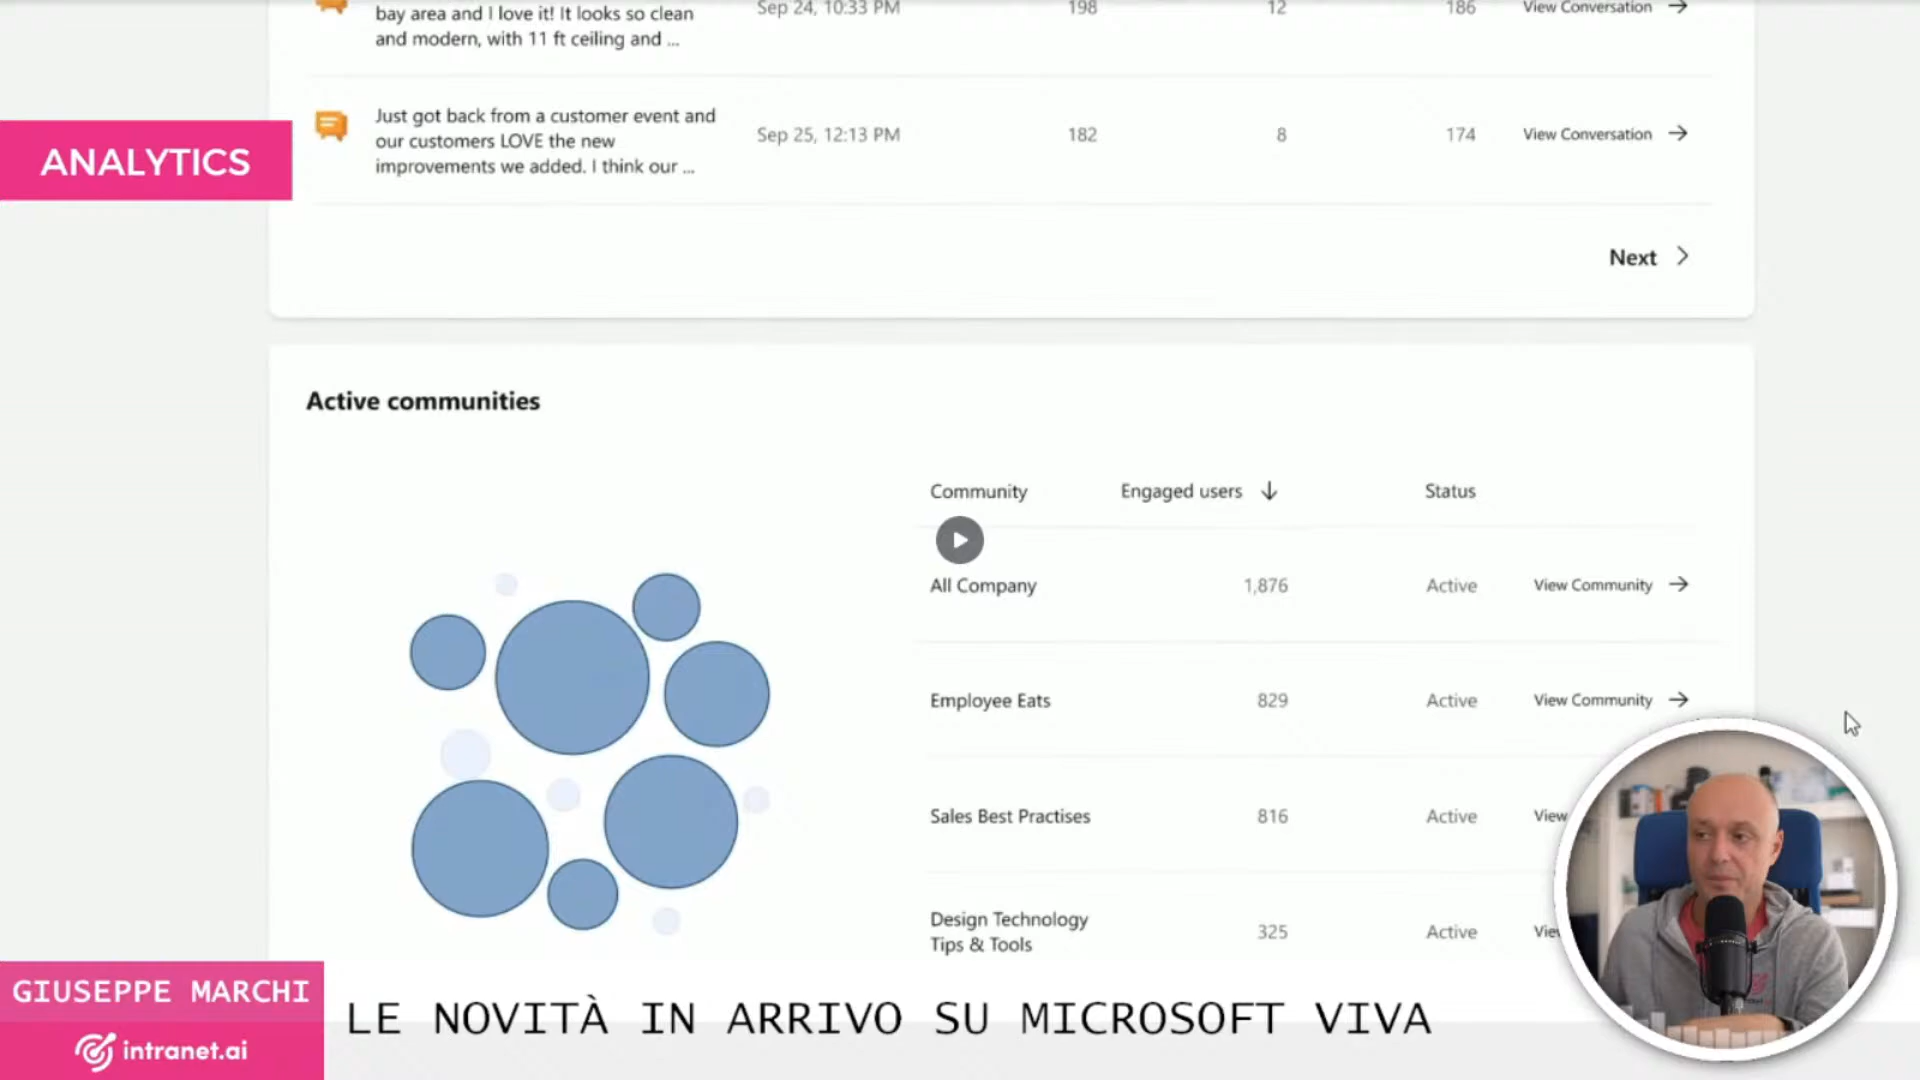 bay area and I love it! It looks so clean
and modern, with 11 ft ceiling and ...
Sep 24, 10:33 PM
198
12
186
View Conversation
ANALYTICS
Just got back from a customer event and
our customers LOVE the new
improvements we added. I think our ...
Sep 25, 12:13 PM
182
8
174
View Conversation
Next
Active communities
Community
Engaged users
Status
All Company
1,876
Active
View Community
Employee Eats
829
Active
View Community
Sales Best Practises
816
Active
View
Design Technology
Tips & Tools
325
Active
GIUSEPPE MARCHI
intranet.ai
LE NOVITÀ IN ARRIVO SU MICROSOFT VIVA